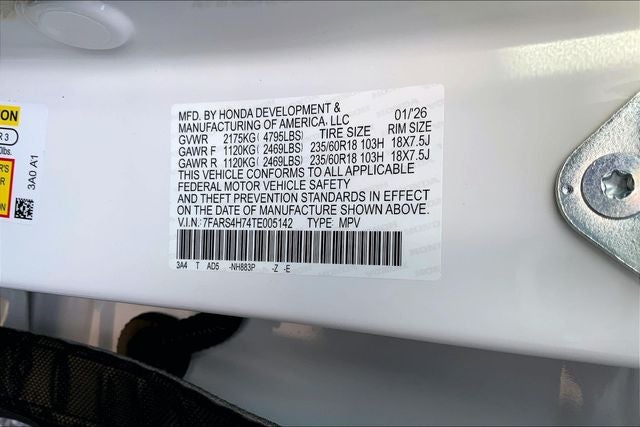 MFD. BY HONDA DEVELOPMENT &
MANUFACTURING OF AMERICA, LLC 01/'26
GVWR 2175KG( 4795LBS) TIRE SIZE RIM SIZE
GAWR F 1120KG( 2469LBS) 235/60R18 103H 18X7.5J
GAWR R 1120KG( 2469LBS) 235/60R18 103H 18X7.5J
THIS VEHICLE CONFORMS TO ALL APPLICABLE
FEDERAL MOTOR VEHICLE SAFETY
AND THEFT PREVENTION STANDARDS IN EFFECT
ON THE DATE OF MANUFACTURE SHOWN ABOVE.
V.I.N.: 7FARS4H74TE005142 TYPE: MPV
3A4 T AD5 -NH883P -Z -E
3A0 A1